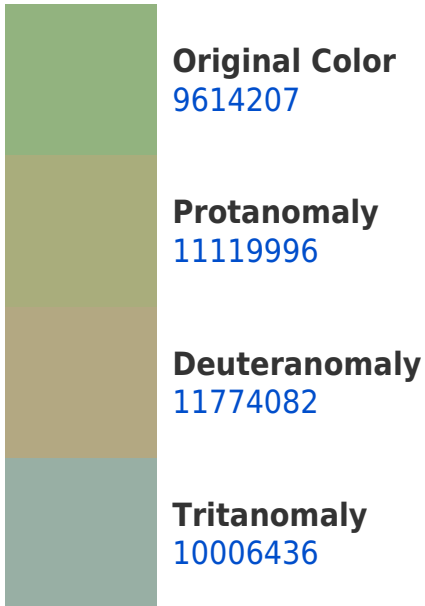 Original Color
9614207
Protanomaly
11119996
Deuteranomaly
11774082
Tritanomaly
10006436